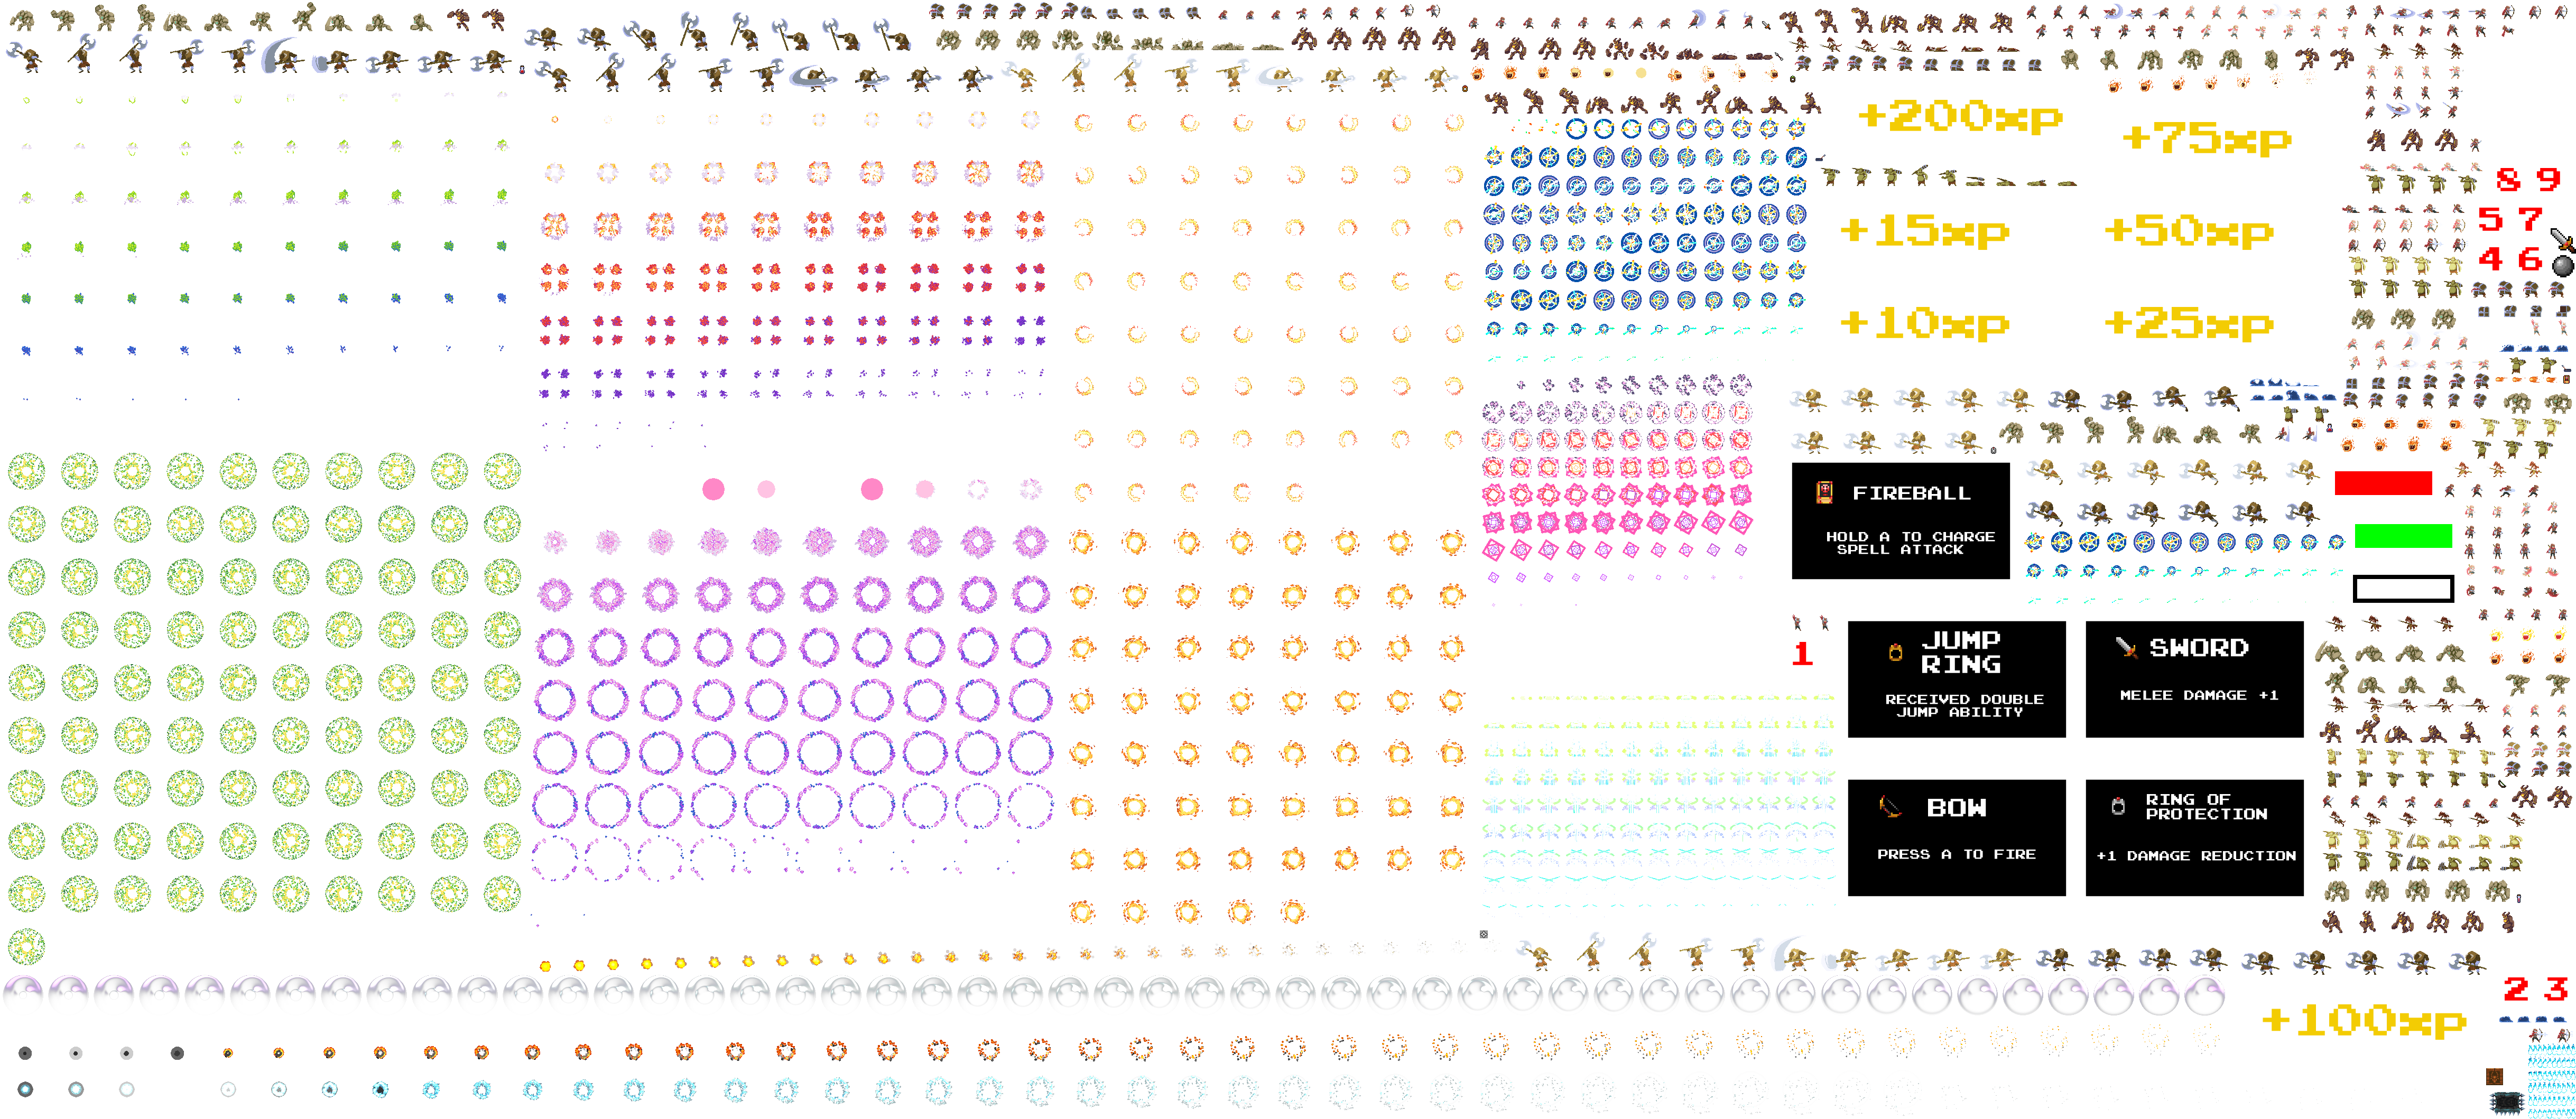 +200xp
+75xp
8 9
+15xp
+50xp
5 7
4 6
+10xp
+25xp
FIREBALL
HOLD A TO CHARGE
SPELL ATTACK
1
JUMP
RING
RECEIVED DOUBLE
JUMP ABILITY
SWORD
MELEE DAMAGE +1
BOW
PRESS A TO FIRE
RING OF
PROTECTION
+1 DAMAGE REDUCTION
2 3
+100xp